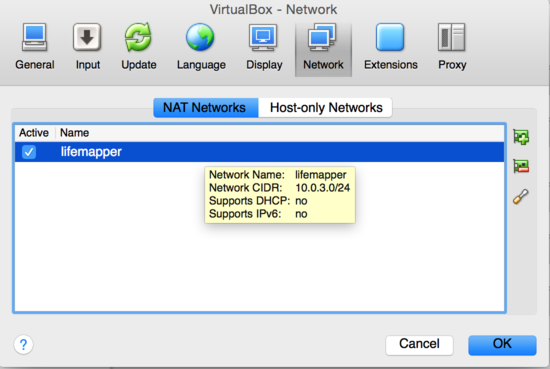 VirtualBox - Network
General Input Update Language Display Network Extensions Proxy
NAT Networks Host-only Networks
Active Name
lifemapper
Network Name: lifemapper
Network CIDR: 10.0.3.0/24
Supports DHCP: no
Supports IPv6: no
? Cancel OK